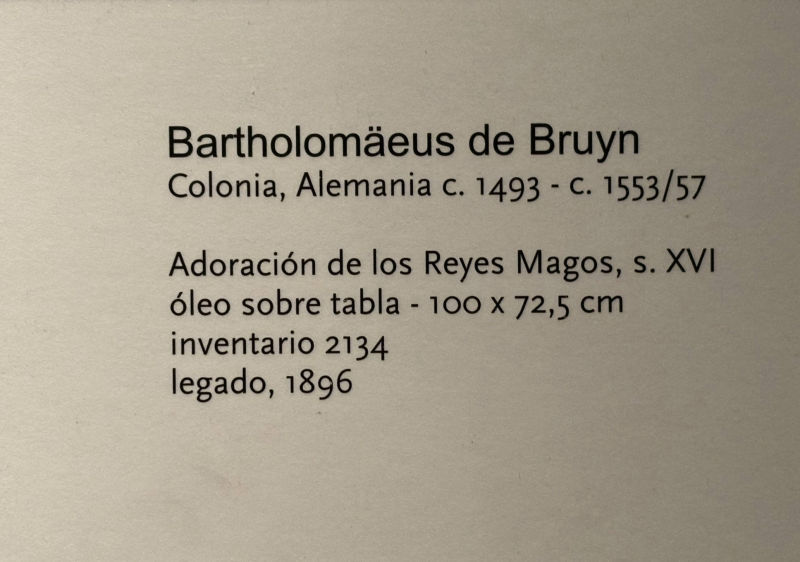 Bartholomäeus de Bruyn
Colonia, Alemania c. 1493 - c. 1553/57
Adoración de los Reyes Magos, s. XVI
óleo sobre tabla - 100 x 72,5 cm
inventario 2134
legado, 1896